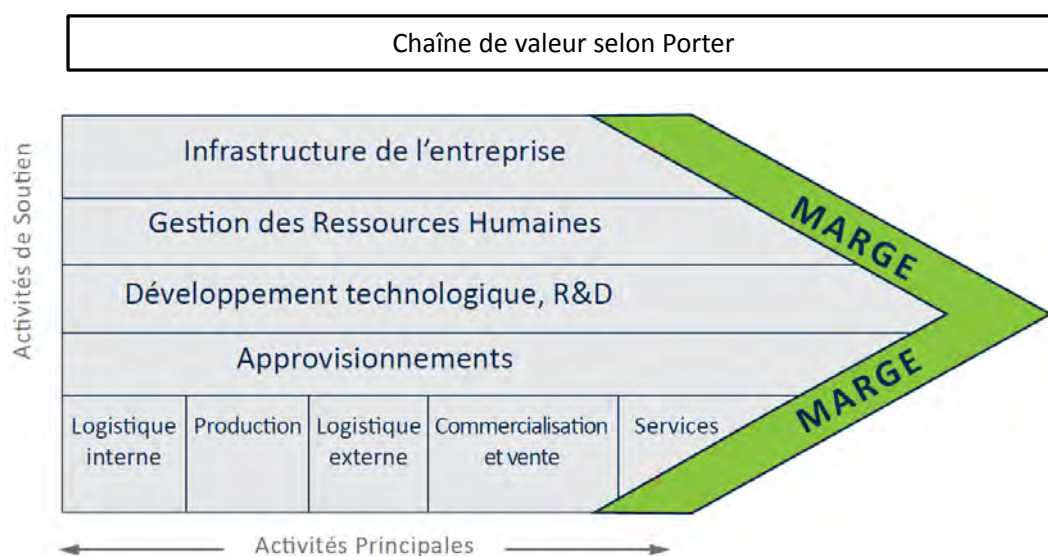 Chaîne de valeur selon Porter
Activités de Soutien
Infrastructure de l'entreprise
Gestion des Ressources Humaines
Développement technologique, R&D
Approvisionnements
Logistique
interne
Production
Logistique
externe
Commercialisation
et vente
Services
MARGE
MARGE
Activités Principales